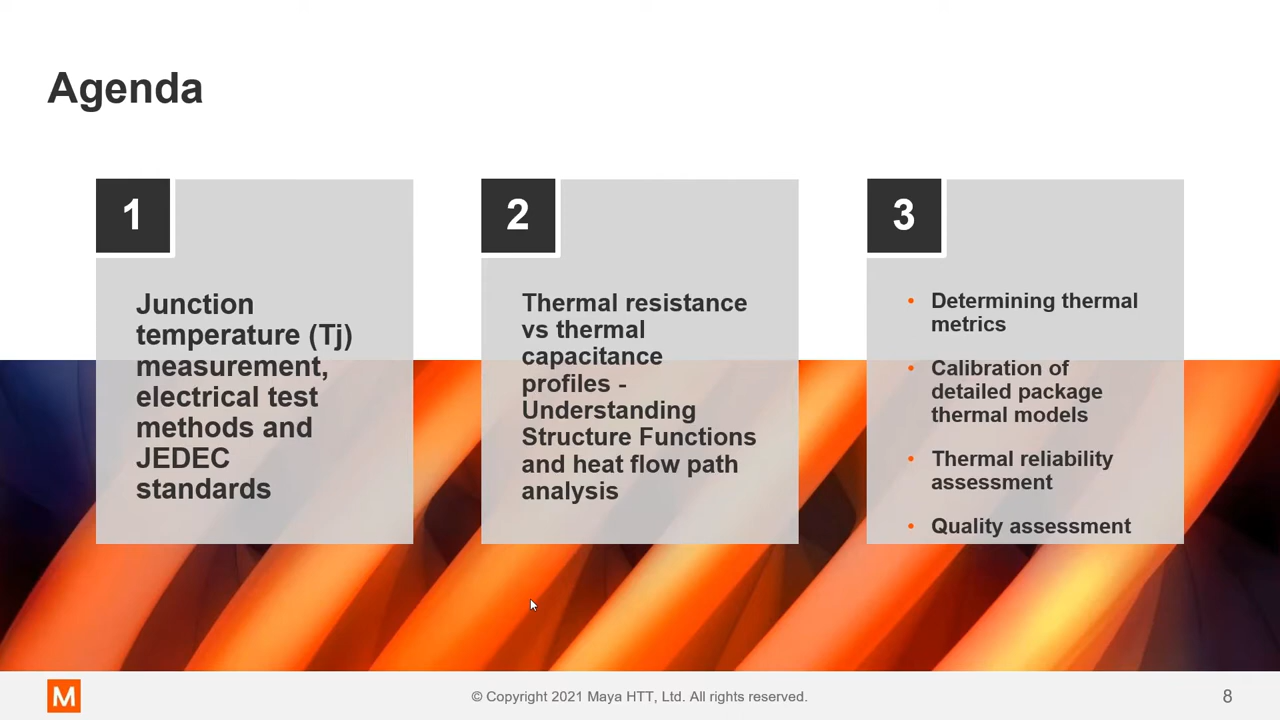 Agenda
1
Junction
temperature (Tj)
measurement,
electrical test
methods and
JEDEC
standards
2
Thermal resistance
vs thermal
capacitance
profiles -
Understanding
Structure Functions
and heat flow path
analysis
3
• Determining thermal
metrics
• Calibration of
detailed package
thermal models
• Thermal reliability
assessment
• Quality assessment
M
© Copyright 2021 Maya HTT, Ltd. All rights reserved.
8